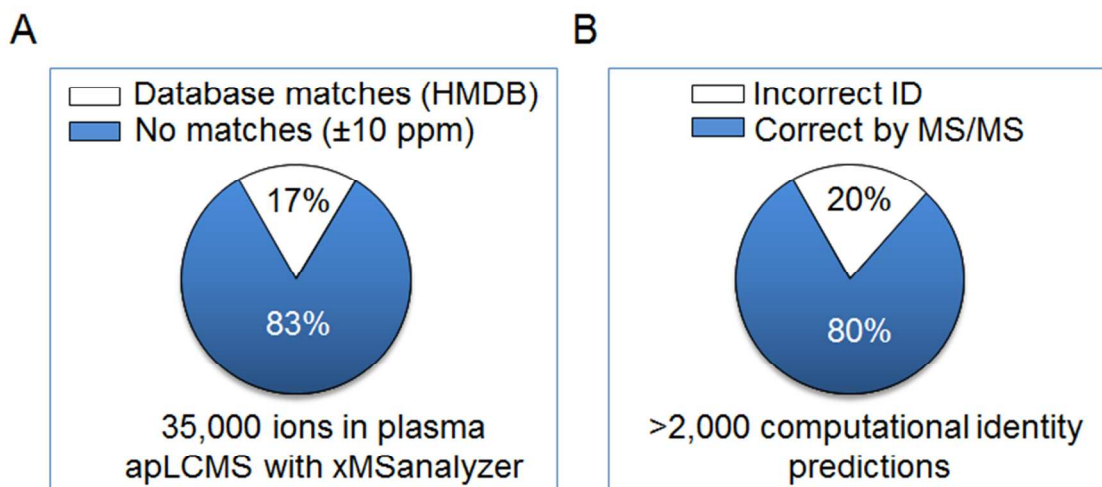 A
Database matches (HMDB)
No matches (±10 ppm)
17%
83%
35,000 ions in plasma
apLCMS with xMSanalyzer
B
Incorrect ID
Correct by MS/MS
20%
80%
>2,000 computational identity
predictions